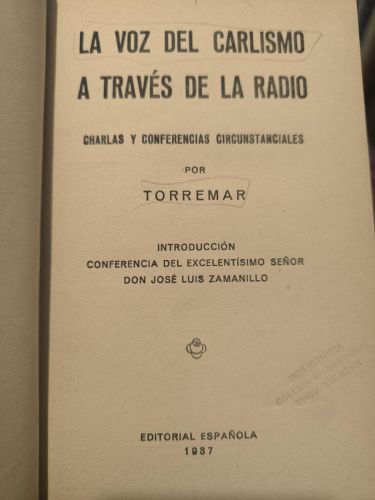 LA VOZ DEL CARLISMO
A TRAVÉS DE LA RADIO
CHARLAS Y CONFERENCIAS CIRCUNSTANCIALES
POR
TORREMAR
INTRODUCCIÓN
CONFERENCIA DEL EXCELENTÍSIMO SEÑOR
DON JOSÉ LUIS ZAMANILLO
BIBLIOTHECA
EDITORIAL ESPAÑOLA
1937